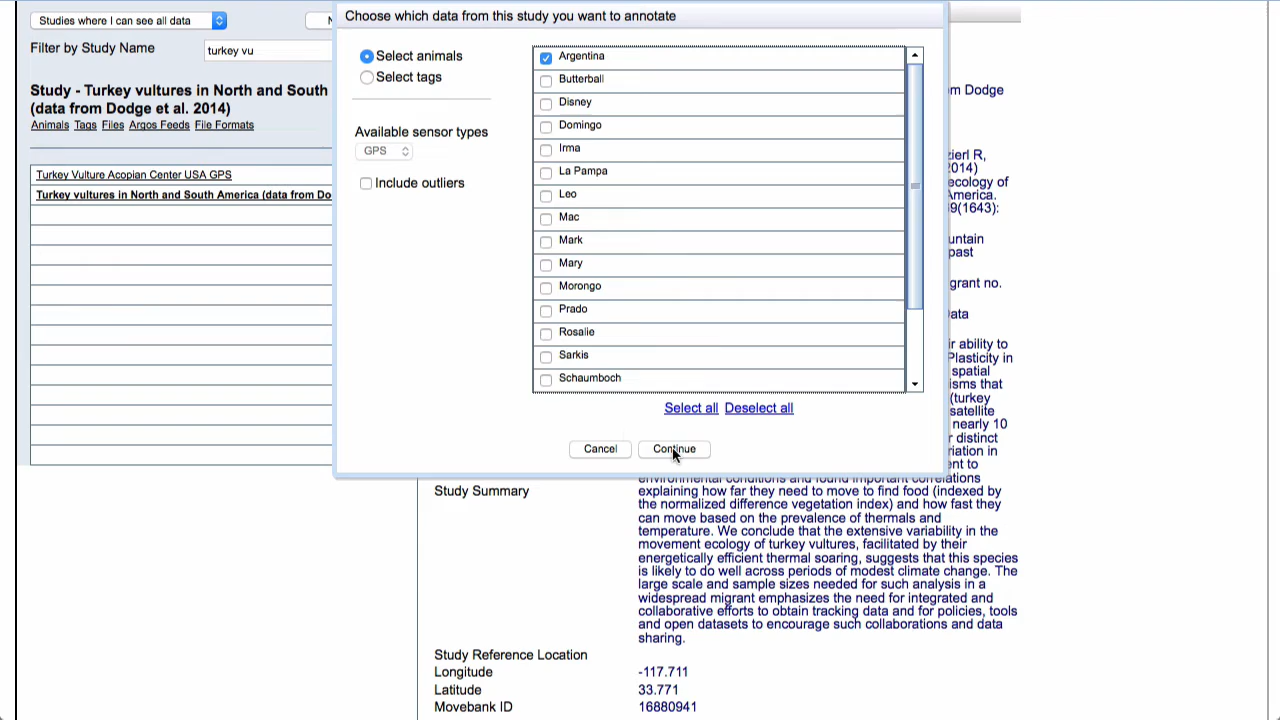 Studies where I can see all data
N
Filter by Study Name
turkey vu
Study - Turkey vultures in North and South
(data from Dodge et al. 2014)
Animals Tags Files Argos Feeds File Formats
Turkey Vulture Acopian Center USA GPS
Turkey vultures in North and South America (data from Do
Choose which data from this study you want to annotate
Select animals
Select tags
Available sensor types
GPS
Include outliers
Argentina
Butterball
Disney
Domingo
Irma
La Pampa
Leo
Mac
Mark
Mary
Morongo
Prado
Rosalie
Sarkis
Schaumboch
Select all Deselect all
Cancel Continue
m Dodge
zierl R,
2014)
ecology of
America.
9(1643):
untain
past
grant no.
Data
ir ability to
Plasticity in
spatial
isms that
(turkey
satellite
nearly 10
r distinct
riation in
ent to
environmental conditions and found important correlations
Study Summary
explaining how far they need to move to find food (indexed by
the normalized difference vegetation index) and how fast they
can move based on the prevalence of thermals and
temperature. We conclude that the extensive variability in the
movement ecology of turkey vultures, facilitated by their
energetically efficient thermal soaring, suggests that this species
is likely to do well across periods of modest climate change. The
large scale and sample sizes needed for such analysis in a
widespread migrant emphasizes the need for integrated and
collaborative efforts to obtain tracking data and for policies, tools
and open datasets to encourage such collaborations and data
sharing.
Study Reference Location
Longitude -117.711
Latitude 33.771
Movebank ID 16880941